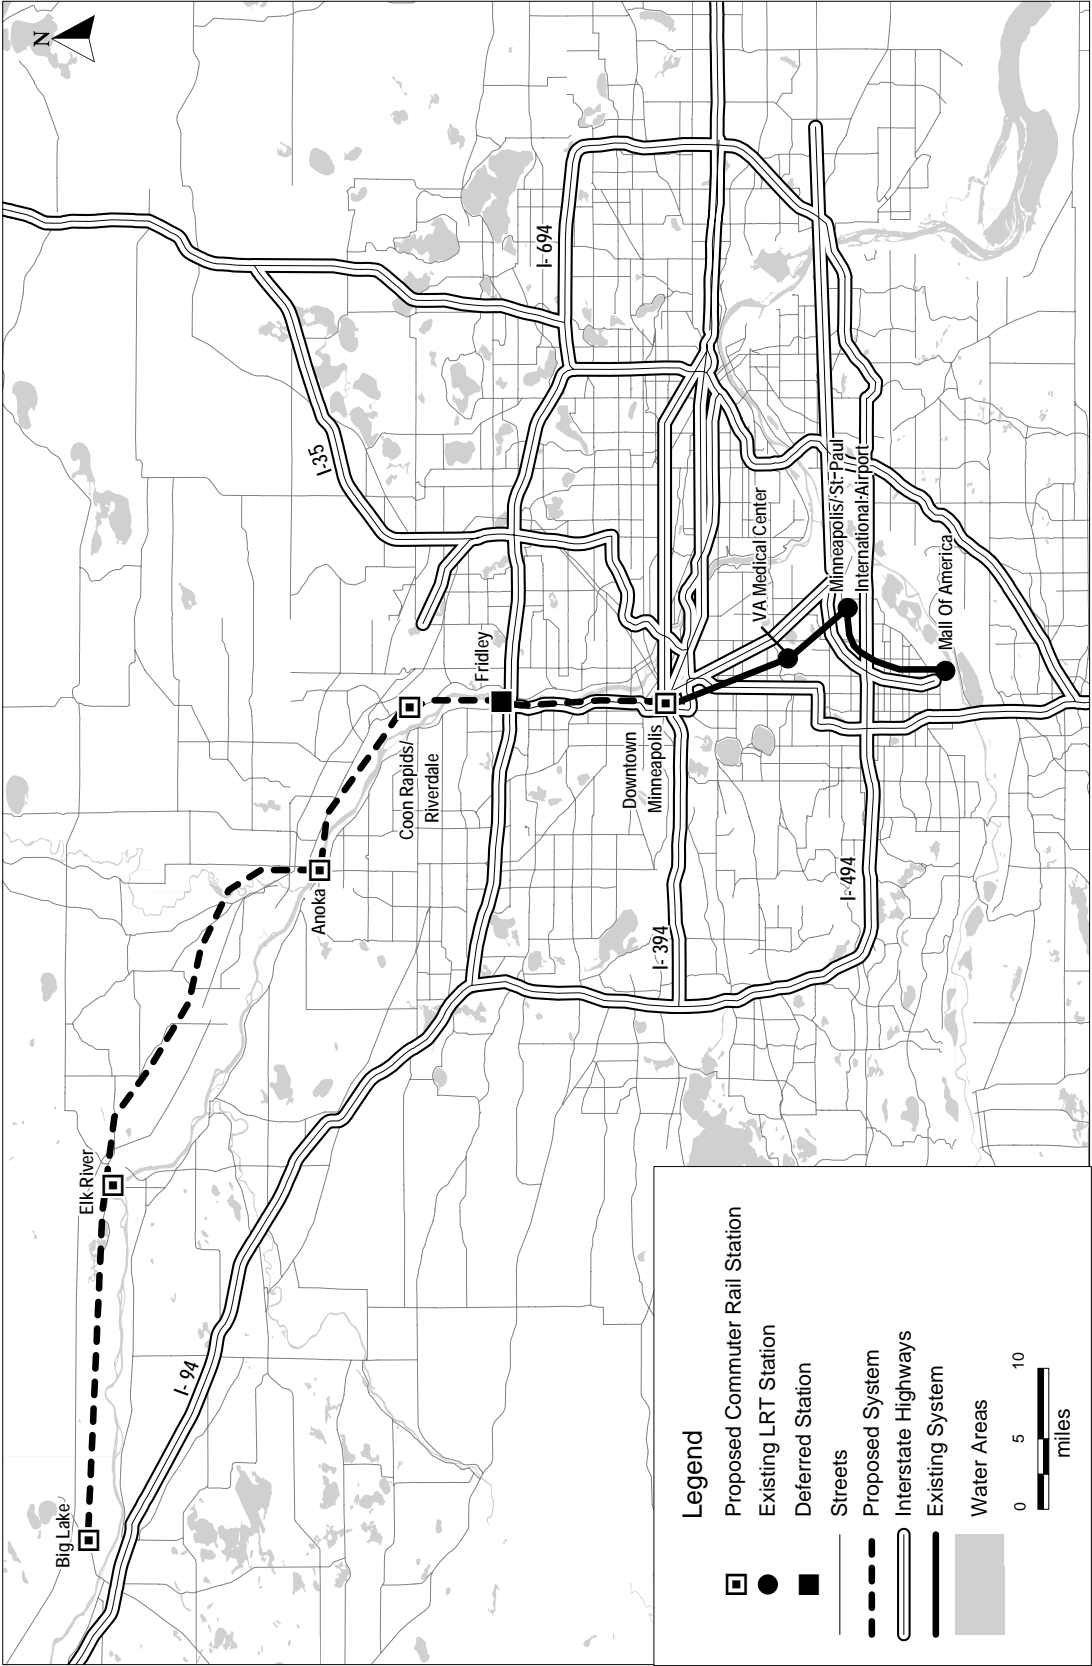 N
Big Lake
Elk River
Anoka
Coon Rapids/
Riverdale
Fridley
Downtown
Minneapolis
VA Medical Center
Minneapolis/ St. Paul
International Airport
Mall Of America
I- 94
I-35
I- 694
I- 394
I- 494
Legend
Proposed Commuter Rail Station
Existing LRT Station
Deferred Station
Streets
Proposed System
Interstate Highways
Existing System
Water Areas
0 5 10
miles